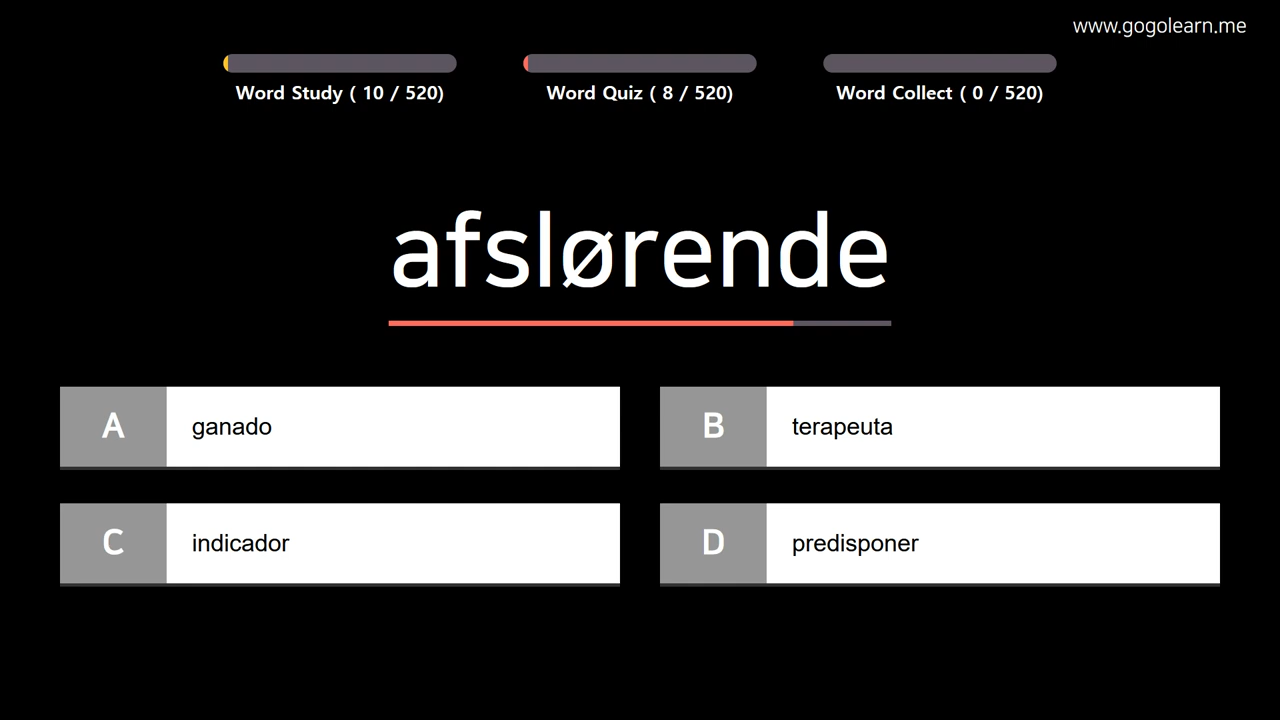 www.gogolearn.me
Word Study ( 10 / 520)
Word Quiz ( 8 / 520)
Word Collect ( 0 / 520)
afslørende
A
ganado
B
terapeuta
C
indicador
D
predisponer